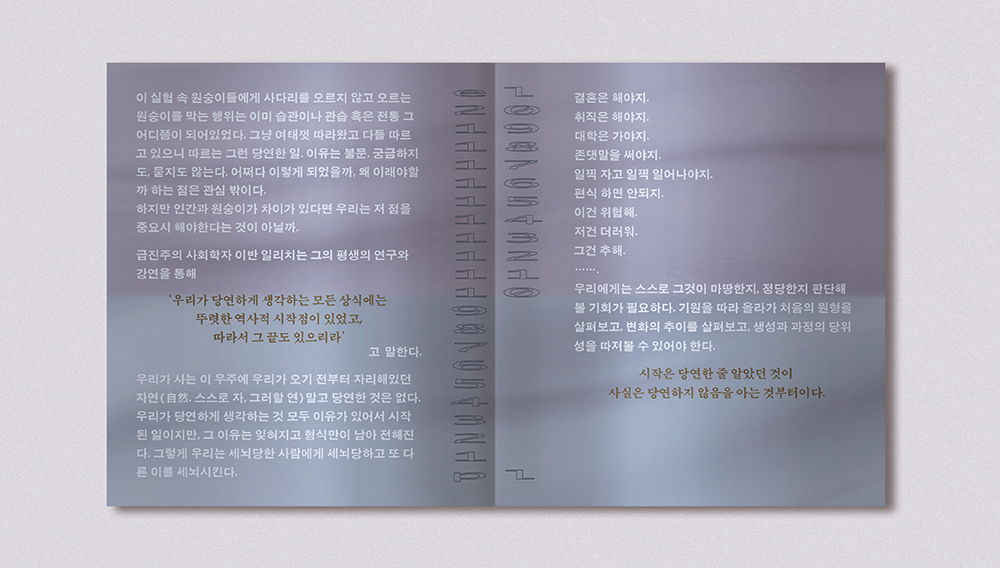 이 실험 속 원숭이들에게 사다리를 오르지 않고 오르는
원숭이를 막는 행위는 이미 습관이나 관습 혹은 전통 그
어디쯤이 되어있었다. 그냥 여태껏 따라왔고 다들 따르
고 있으니 따르는 그런 당연한 일. 이유는 불문. 궁금하지
도, 묻지도 않는다. 어쩌다 이렇게 되었을까, 왜 이래야할
까 하는 점은 관심 밖이다.
하지만 인간과 원숭이가 차이가 있다면 우리는 저 점을
중요시 해야한다는 것이 아닐까.
급진주의 사회학자 이반 일리치는 그의 평생의 연구와
강연을 통해
‘우리가 당연하게 생각하는 모든 상식에는
뚜렷한 역사적 시작점이 있었고,
따라서 그 끝도 있으리라’
고 말한다.
우리가 사는 이 우주에 우리가 오기 전부터 자리해있던
자연(自然. 스스로 자, 그러할 연) 말고 당연한 것은 없다.
우리가 당연하게 생각하는 것 모두 이유가 있어서 시작
된 일이지만, 그 이유는 잊혀지고 형식만이 남아 전해진
다. 그렇게 우리는 세뇌당한 사람에게 세뇌당하고 또 다
른 이를 세뇌시킨다.
결혼은 해야지.
취직은 해야지.
대학은 가야지.
존댓말을 써야지.
일찍 자고 일찍 일어나야지.
편식 하면 안되지.
이건 위험해.
저건 더러워.
그건 추해.
…….
우리에게는 스스로 그것이 마땅한지, 정당한지 판단해
볼 기회가 필요하다. 기원을 따라 올라가 처음의 원형을
살펴보고, 변화의 추이를 살펴보고, 생성과 과정의 당위
성을 따져볼 수 있어야 한다.
시작은 당연한 줄 알았던 것이
사실은 당연하지 않음을 아는 것부터이다.